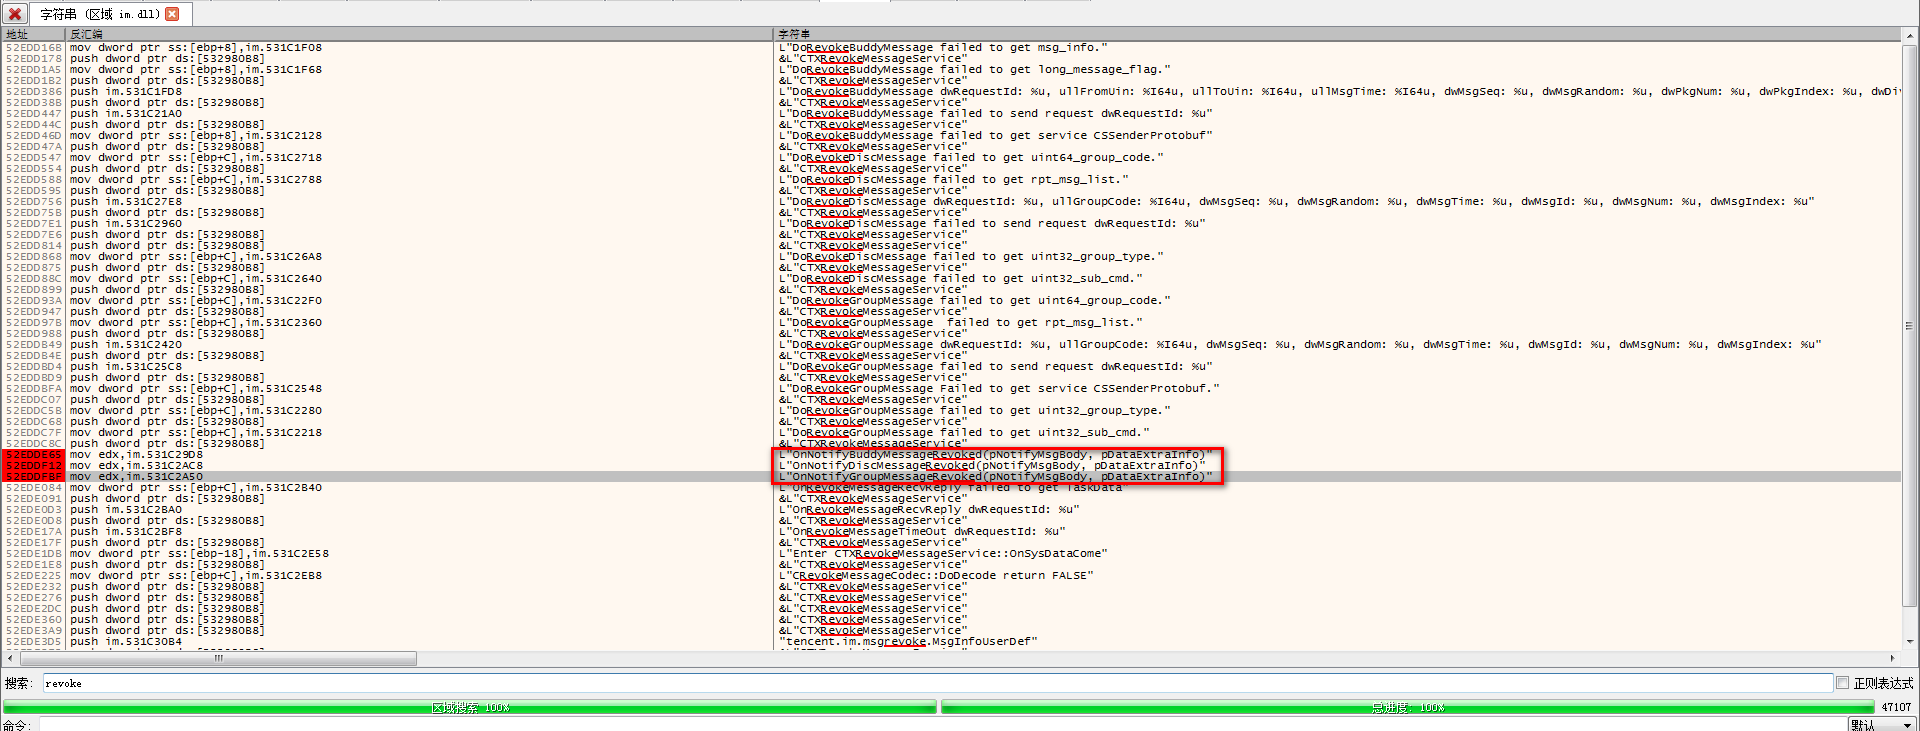 字符串 (区域 im.dll)
地址 反汇编 字符串
52EDD16B mov dword ptr ss:[ebp+8],im.531C1F08 L"DoRevokeBuddyMessage failed to get msg_info."
52EDD178 push dword ptr ds:[532980B8] &L"CTXRevokeMessageService"
52EDD1A5 mov dword ptr ss:[ebp+8],im.531C1F68 L"DoRevokeBuddyMessage failed to get long_message_flag."
52EDD1B2 push dword ptr ds:[532980B8] &L"CTXRevokeMessageService"
52EDD386 push im.531C1FD8 L"DoRevokeBuddyMessage dwRequestId: %u, ullFromUin: %I64u, ullToUin: %I64u, ullMsgTime: %I64u, dwMsgSeq: %u, dwMsgRandom: %u, dwPkgNum: %u, dwPkgIndex: %u, dwDi
52EDD38B push dword ptr ds:[532980B8] &L"CTXRevokeMessageService"
52EDD447 push im.531C21A0 L"DoRevokeBuddyMessage failed to send request dwRequestId: %u"
52EDD44C push dword ptr ds:[532980B8] &L"CTXRevokeMessageService"
52EDD46D mov dword ptr ss:[ebp+8],im.531C2128 L"DoRevokeBuddyMessage failed to get service CSSenderProtobuf"
52EDD47A push dword ptr ds:[532980B8] &L"CTXRevokeMessageService"
52EDD547 mov dword ptr ss:[ebp+C],im.531C2718 L"DoRevokeDiscMessage failed to get uint64_group_code."
52EDD554 push dword ptr ds:[532980B8] &L"CTXRevokeMessageService"
52EDD588 mov dword ptr ss:[ebp+C],im.531C2788 L"DoRevokeDiscMessage failed to get rpt_msg_list."
52EDD595 push dword ptr ds:[532980B8] &L"CTXRevokeMessageService"
52EDD756 push im.531C27E8 L"DoRevokeDiscMessage dwRequestId: %u, ullGroupCode: %I64u, dwMsgSeq: %u, dwMsgRandom: %u, dwMsgTime: %u, dwMsgId: %u, dwMsgNum: %u, dwMsgIndex: %u"
52EDD75B push dword ptr ds:[532980B8] &L"CTXRevokeMessageService"
52EDD7E1 push im.531C2960 L"DoRevokeDiscMessage failed to send request dwRequestId: %u"
52EDD7E6 push dword ptr ds:[532980B8] &L"CTXRevokeMessageService"
52EDD814 push dword ptr ds:[532980B8] &L"CTXRevokeMessageService"
52EDD868 mov dword ptr ss:[ebp+C],im.531C26A8 L"DoRevokeDiscMessage failed to get uint32_group_type."
52EDD875 push dword ptr ds:[532980B8] &L"CTXRevokeMessageService"
52EDD88C mov dword ptr ss:[ebp+C],im.531C2640 L"DoRevokeDiscMessage failed to get uint32_sub_cmd."
52EDD899 push dword ptr ds:[532980B8] &L"CTXRevokeMessageService"
52EDD93A mov dword ptr ss:[ebp+C],im.531C22F0 L"DoRevokeGroupMessage failed to get uint64_group_code."
52EDD947 push dword ptr ds:[532980B8] &L"CTXRevokeMessageService"
52EDD97B mov dword ptr ss:[ebp+C],im.531C2360 L"DoRevokeGroupMessage  failed to get rpt_msg_list."
52EDD988 push dword ptr ds:[532980B8] &L"CTXRevokeMessageService"
52EDDB49 push im.531C2420 L"DoRevokeGroupMessage dwRequestId: %u, ullGroupCode: %I64u, dwMsgSeq: %u, dwMsgRandom: %u, dwMsgTime: %u, dwMsgId: %u, dwMsgNum: %u, dwMsgIndex: %u"
52EDDB4E push dword ptr ds:[532980B8] &L"CTXRevokeMessageService"
52EDDBD4 push im.531C25C8 L"DoRevokeGroupMessage failed to send request dwRequestId: %u"
52EDDBD9 push dword ptr ds:[532980B8] &L"CTXRevokeMessageService"
52EDDBFA mov dword ptr ss:[ebp+C],im.531C2548 L"DoRevokeGroupMessage Failed to get service CSSenderProtobuf."
52EDDC07 push dword ptr ds:[532980B8] &L"CTXRevokeMessageService"
52EDDC5B mov dword ptr ss:[ebp+C],im.531C2280 L"DoRevokeGroupMessage failed to get uint32_group_type."
52EDDC68 push dword ptr ds:[532980B8] &L"CTXRevokeMessageService"
52EDDC7F mov dword ptr ss:[ebp+C],im.531C2218 L"DoRevokeGroupMessage failed to get uint32_sub_cmd."
52EDDC8C push dword ptr ds:[532980B8] &L"CTXRevokeMessageService"
52EDDE65 mov edx,im.531C29D8 L"OnNotifyBuddyMessageRevoked(pNotifyMsgBody, pDataExtraInfo)"
52EDDF12 mov edx,im.531C2AC8 L"OnNotifyDiscMessageRevoked(pNotifyMsgBody, pDataExtraInfo)"
52EDDFBF mov edx,im.531C2A50 L"OnNotifyGroupMessageRevoked(pNotifyMsgBody, pDataExtraInfo)"
52EDE084 mov dword ptr ss:[ebp+C],im.531C2B40 L"OnRevokeMessageRecvReply failed to get TaskData"
52EDE091 push dword ptr ds:[532980B8] &L"CTXRevokeMessageService"
52EDE0D3 push im.531C2BA0 L"OnRevokeMessageRecvReply dwRequestId: %u"
52EDE0D8 push dword ptr ds:[532980B8] &L"CTXRevokeMessageService"
52EDE17A push im.531C2BF8 L"OnRevokeMessageTimeOut dwRequestId: %u"
52EDE17F push dword ptr ds:[532980B8] &L"CTXRevokeMessageService"
52EDE1DB mov dword ptr ss:[ebp-18],im.531C2E58 L"Enter CTXRevokeMessageService::OnSysDataCome"
52EDE1E8 push dword ptr ds:[532980B8] &L"CTXRevokeMessageService"
52EDE225 mov dword ptr ss:[ebp+C],im.531C2EB8 L"CRevokeMessageCodec::DoDecode return FALSE"
52EDE232 push dword ptr ds:[532980B8] &L"CTXRevokeMessageService"
52EDE276 push dword ptr ds:[532980B8] &L"CTXRevokeMessageService"
52EDE2DC push dword ptr ds:[532980B8] &L"CTXRevokeMessageService"
52EDE360 push dword ptr ds:[532980B8] &L"CTXRevokeMessageService"
52EDE3A9 push dword ptr ds:[532980B8] &L"CTXRevokeMessageService"
52EDE3D5 push im.531C30B4 "tencent.im.msgrevoke.MsgInfoUserDef"
搜索: revoke 正则表达式
区域搜索 100% 总进度: 100% 47107
命令: 默认